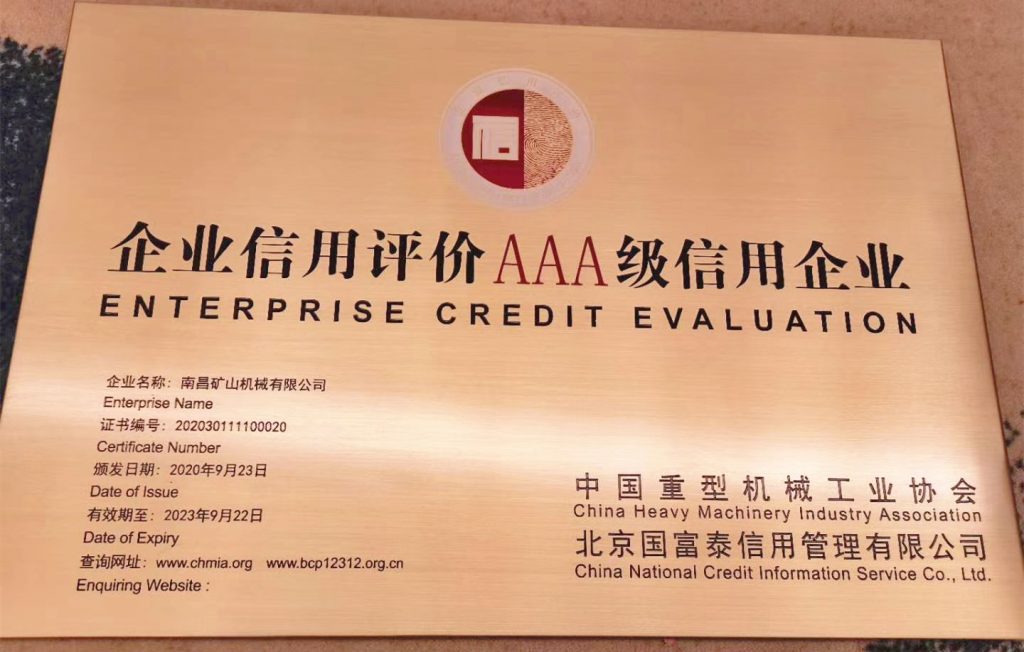 企业信用评价AAA级信用企业
ENTERPRISE CREDIT EVALUATION
企业名称：南昌矿山机械有限公司
Enterprise Name
证书编号：202030111100020
Certificate Number
颁发日期：2020年9月23日
Date of Issue
有效期至：2023年9月22日
Date of Expiry
查询网址：www.chmia.org www.bcp12312.org.cn
Enquiring Website :
中国重型机械工业协会
China Heavy Machinery Industry Association
北京国富泰信用管理有限公司
China National Credit Information Service Co., Ltd.